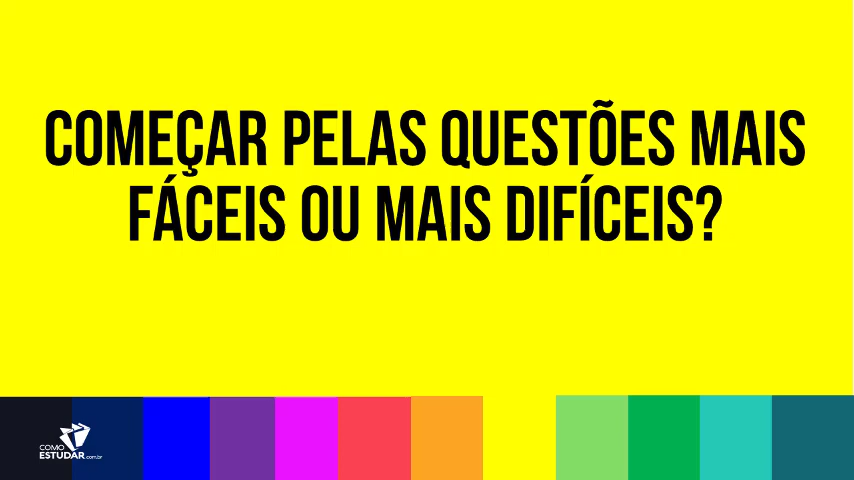 COMEÇAR PELAS QUESTÕES MAIS
FÁCEIS OU MAIS DIFÍCEIS?
COMO
ESTUDAR.com.br